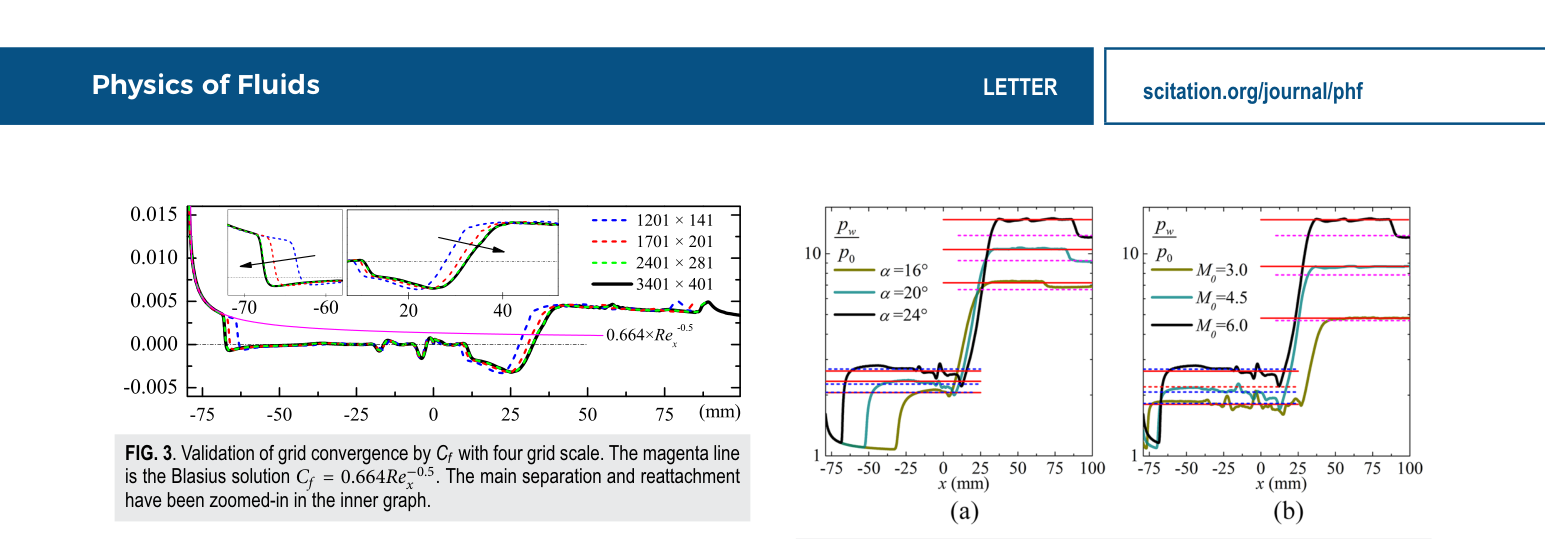 Physics of Fluids
LETTER
scitation.org/journal/phf
0.015
0.010
0.005
0.000
-0.005
-70
-60
20
40
1201 × 141
1701 × 201
2401 × 281
3401 × 401
0.664×Re_x^-0.5
-75
-50
-25
0
25
50
75
(mm)
FIG. 3. Validation of grid convergence by C_f with four grid scale. The magenta line
is the Blasius solution C_f = 0.664Re_x^−0.5. The main separation and reattachment
have been zoomed-in in the inner graph.
p_w
p_0
10
1
α=16°
α=20°
α=24°
-75 -50 -25 0 25 50 75 100
x (mm)
(a)
p_w
p_0
10
1
M_0=3.0
M_0=4.5
M_0=6.0
-75 -50 -25 0 25 50 75 100
x (mm)
(b)